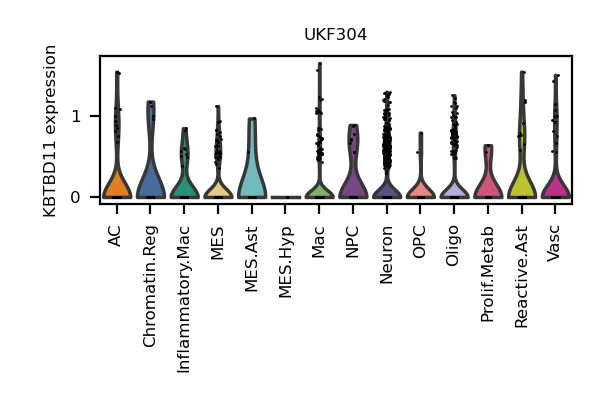 UKF304
KBTBD11 expression
1
0
AC
Chromatin.Reg
Inflammatory.Mac
MES
MES.Ast
MES.Hyp
Mac
NPC
Neuron
OPC
Oligo
Prolif.Metab
Reactive.Ast
Vasc